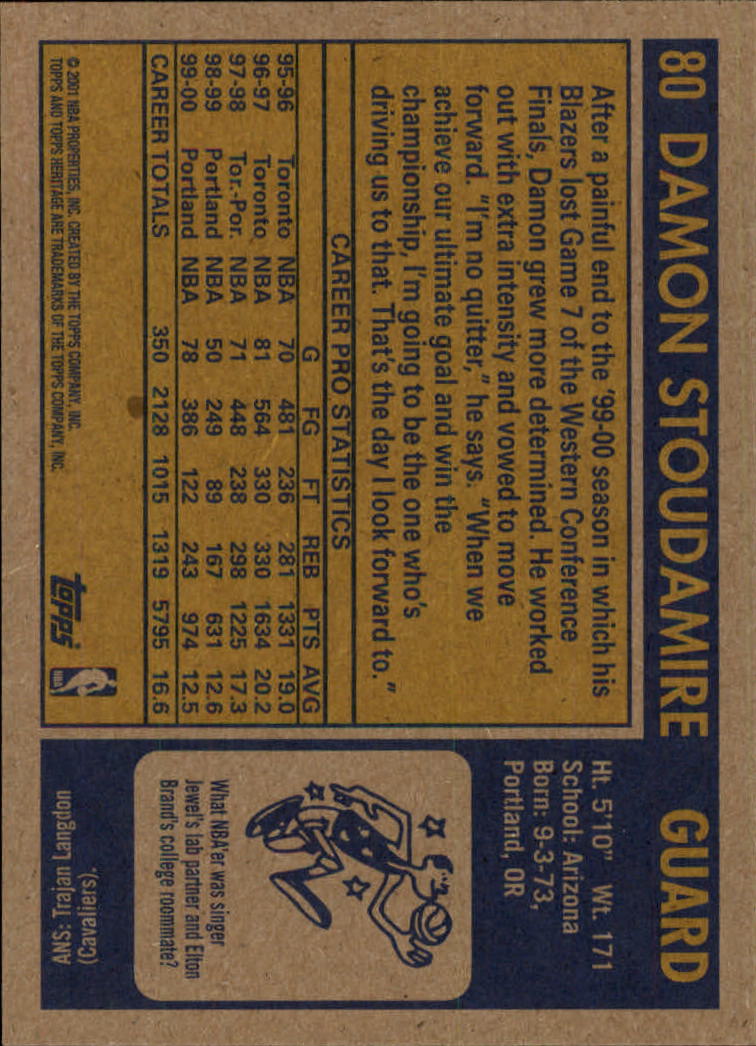 80 DAMON STOUDAMIRE GUARD
After a painful end to the '99-00 season in which his
Blazers lost Game 7 of the Western Conference
Finals, Damon grew more determined. He worked
out with extra intensity and vowed to move
forward. "I'm no quitter," he says. "When we
achieve our ultimate goal and win the
championship, I'm going to be the one who's
driving us to that. That's the day I look forward to."
CAREER PRO STATISTICS
G FG FT REB PTS AVG
95-96 Toronto NBA 70 481 236 281 1331 19.0
96-97 Toronto NBA 81 564 330 330 1634 20.2
97-98 Tor.-Por. NBA 71 448 238 298 1225 17.3
98-99 Portland NBA 50 249 89 167 631 12.6
99-00 Portland NBA 78 386 122 243 974 12.5
CAREER TOTALS 350 2128 1015 1319 5795 16.6
© 2001 NBA PROPERTIES, INC. CREATED BY THE TOPPS COMPANY, INC.
TOPPS AND TOPPS HERITAGE ARE TRADEMARKS OF THE TOPPS COMPANY, INC.
topps
NBA
Ht. 5'10" Wt. 171
School: Arizona
Born: 9-3-73,
Portland, OR
What NBA'er was singer
Jewel's lab partner and Elton
Brand's college roommate?
ANS: Trajan Langdon
(Cavaliers).